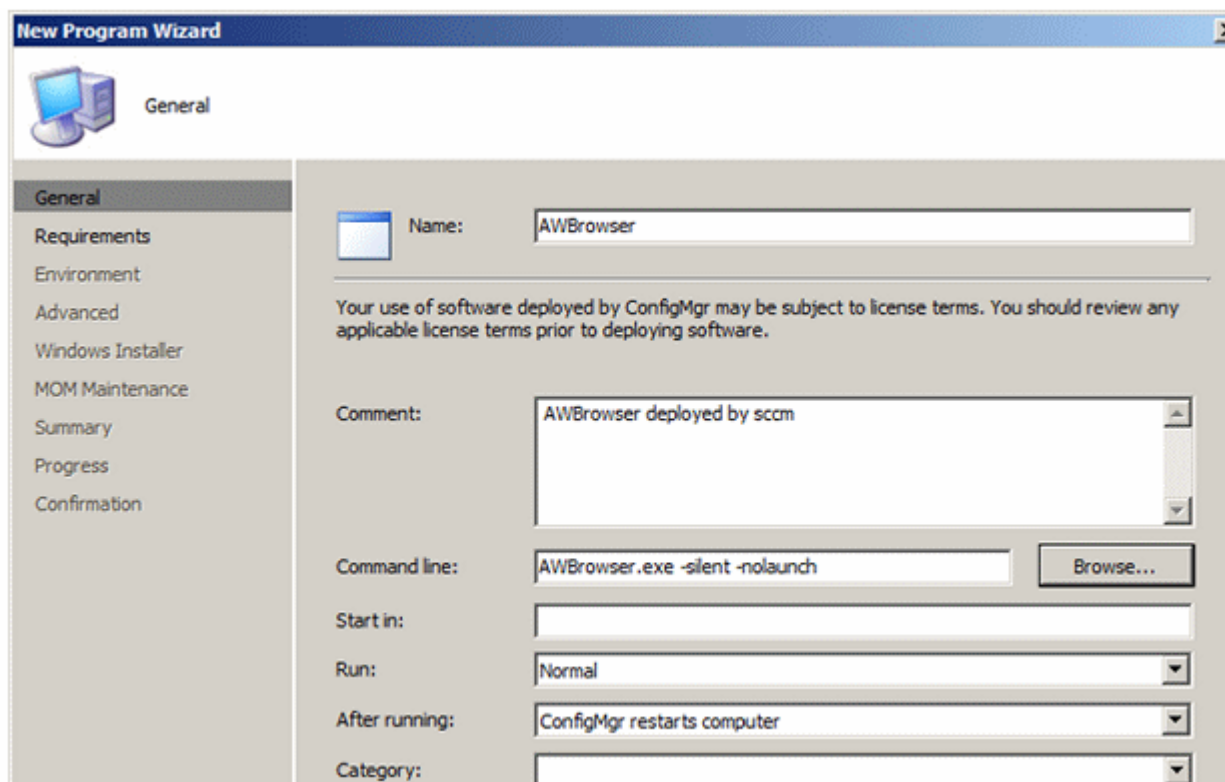 New Program Wizard
General
General
Requirements
Environment
Advanced
Windows Installer
MOM Maintenance
Summary
Progress
Confirmation
Name: AWBrowser
Your use of software deployed by ConfigMgr may be subject to license terms. You should review any
applicable license terms prior to deploying software.
Comment: AWBrowser deployed by sccm
Command line: AWBrowser.exe -silent -nolaunch Browse...
Start in:
Run: Normal
After running: ConfigMgr restarts computer
Category: